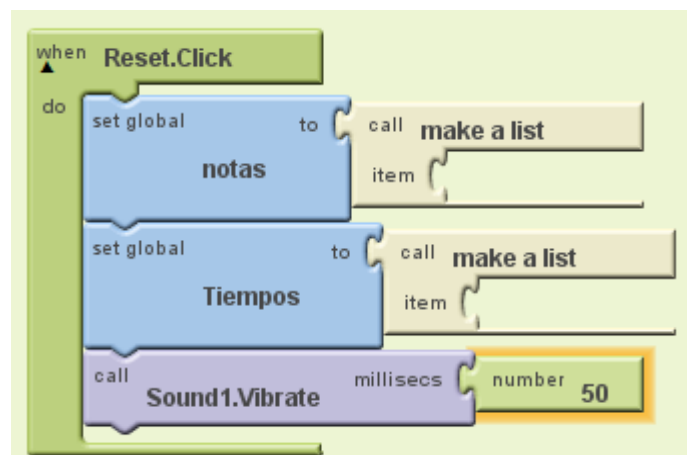 when Reset.Click
do
set global notas to
call make a list
item
set global Tiempos to
call make a list
item
call Sound1.Vibrate millisecs
number 50